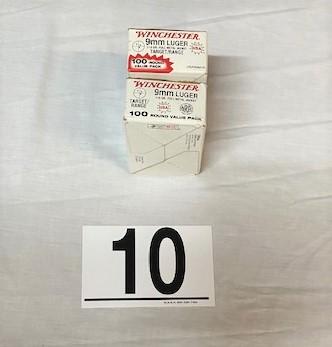 WINCHESTER
9mm LUGER
TARGET/RANGE
100 ROUND
VALUE PACK
WINCHESTER
9mm LUGER
TARGET/
RANGE
100 ROUND VALUE PACK
10